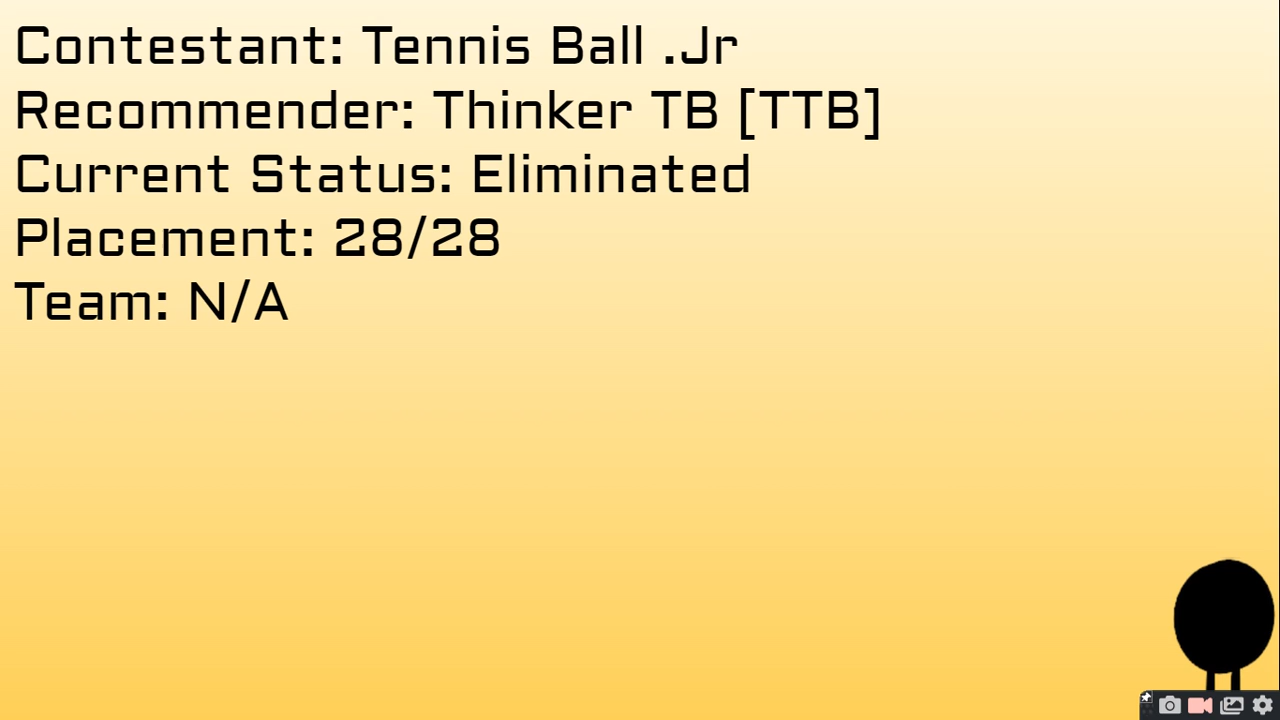 Contestant: Tennis Ball .Jr
Recommender: Thinker TB [TTB]
Current Status: Eliminated
Placement: 28/28
Team: N/A